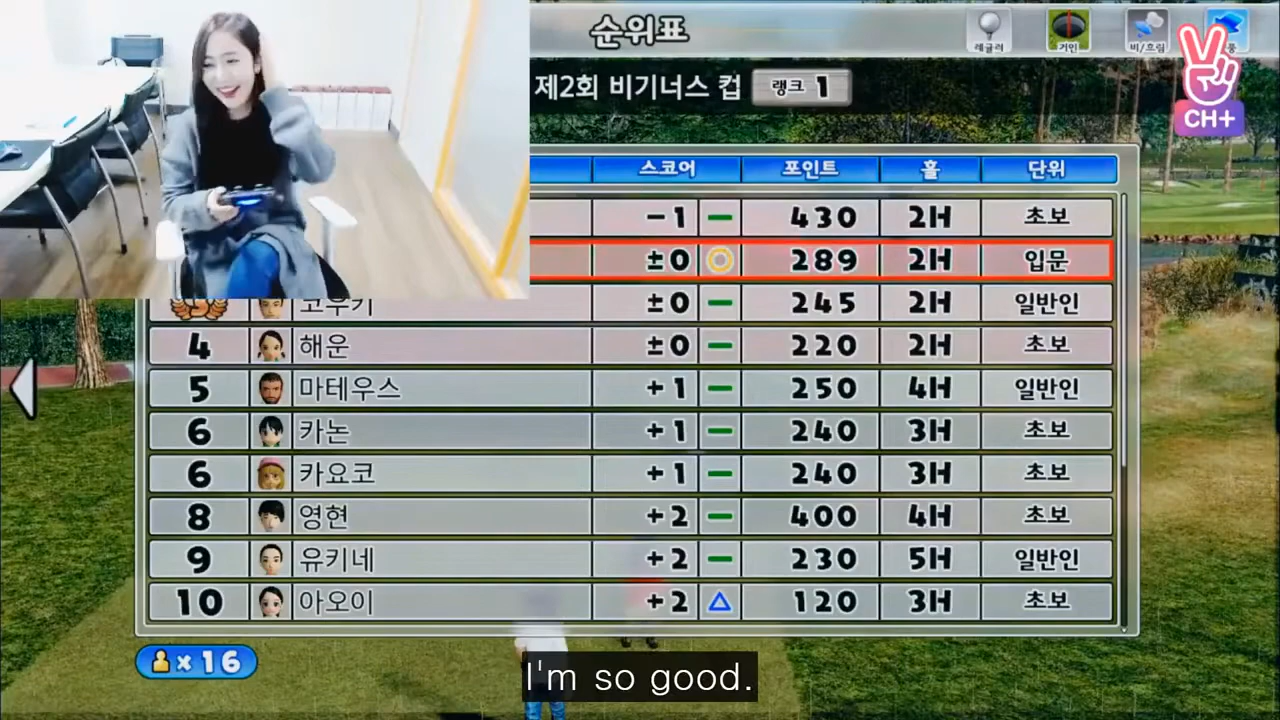 순위표
레귤러
거인
비/흐림
제2회 비기너스 컵 랭크 1
CH+
스코어 포인트 홀 단위
-1 430 2H 초보
±0 289 2H 입문
코우키 ±0 245 2H 일반인
4 해운 ±0 220 2H 초보
5 마테우스 +1 250 4H 일반인
6 카논 +1 240 3H 초보
6 카요코 +1 240 3H 초보
8 영현 +2 400 4H 초보
9 유키네 +2 230 5H 일반인
10 아오이 +2 120 3H 초보
× 16
I'm so good.